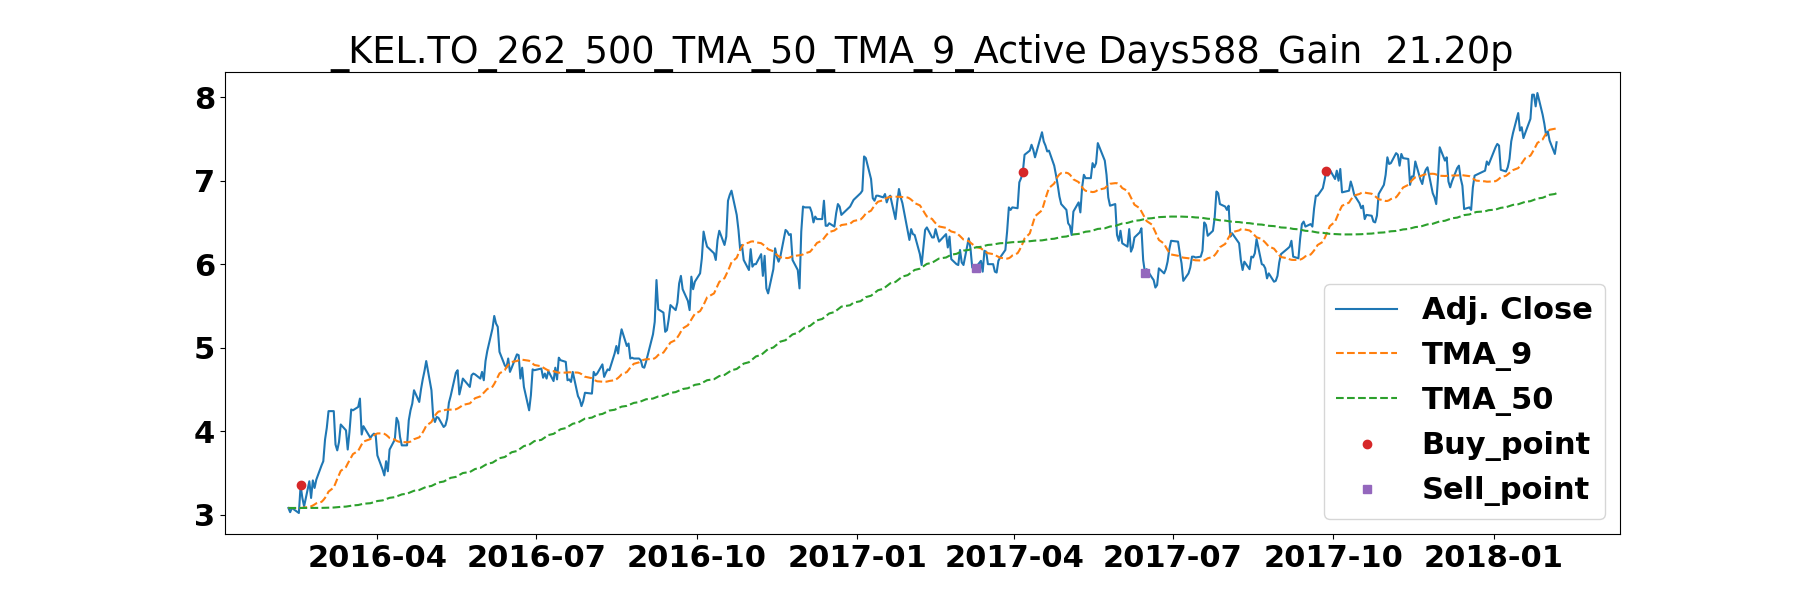 _KEL.TO_262_500_TMA_50_TMA_9_Active Days588_Gain  21.20p
8
7
6
5
4
3
Adj. Close
TMA_9
TMA_50
Buy_point
Sell_point
2016-04 2016-07 2016-10 2017-01 2017-04 2017-07 2017-10 2018-01